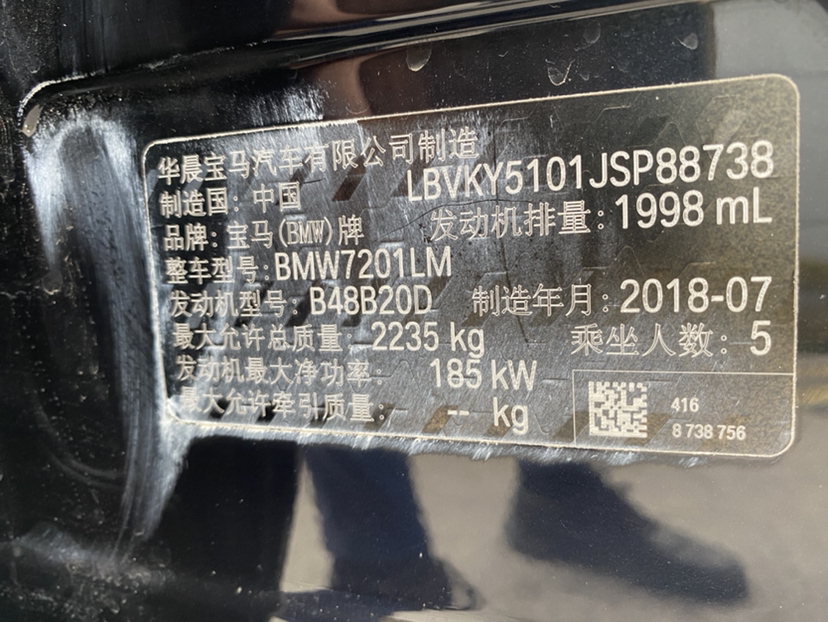 华晨宝马汽车有限公司制造
LBVKY5101JSP88738
制造国：中国
发动机排量：1998 mL
品牌：宝马(BMW)牌
整车型号：BMW7201LM
发动机型号：B48B20D 制造年月：2018-07
最大允许总质量：2235 kg 乘坐人数：5
发动机最大净功率：185 kW
最大允许牵引质量：-- kg
416
8 738 756